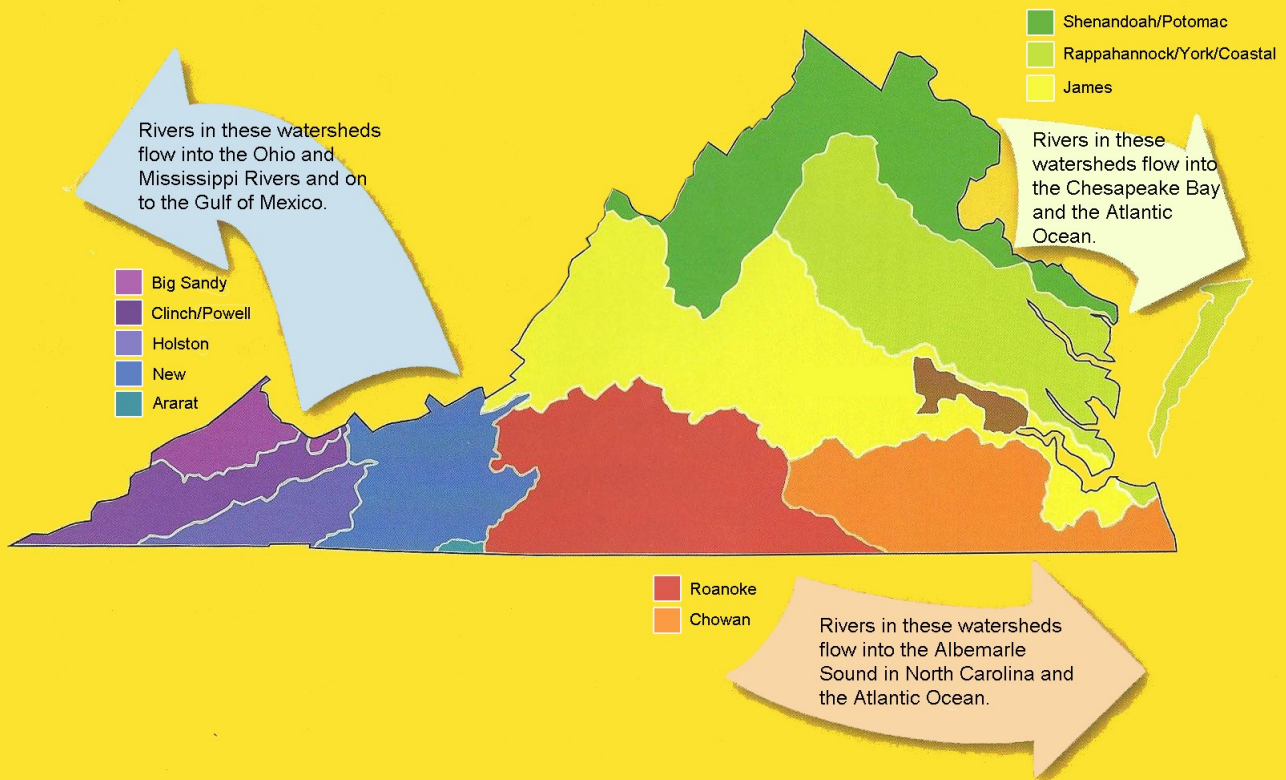 Shenandoah/Potomac
Rappahannock/York/Coastal
James
Rivers in these watersheds
flow into the Ohio and
Mississippi Rivers and on
to the Gulf of Mexico.
Rivers in these
watersheds flow into
the Chesapeake Bay
and the Atlantic
Ocean.
Big Sandy
Clinch/Powell
Holston
New
Ararat
Roanoke
Chowan
Rivers in these watersheds
flow into the Albemarle
Sound in North Carolina and
the Atlantic Ocean.